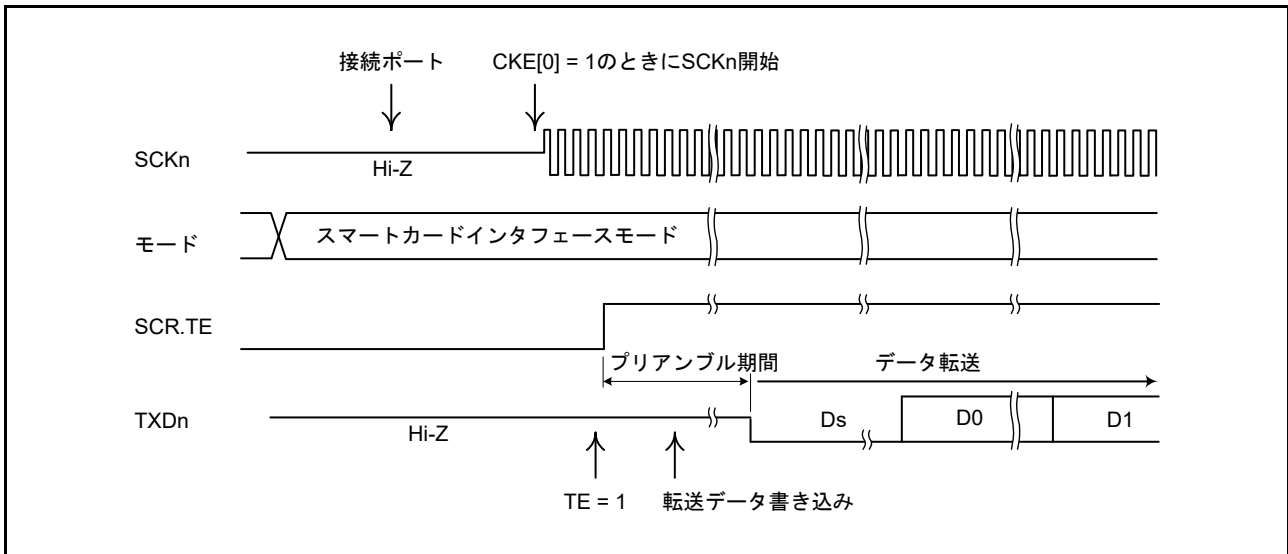 接続ポート
CKE[0] = 1のときにSCKn開始
SCKn
Hi-Z
モード
スマートカードインタフェースモード
SCR.TE
プリアンブル期間
データ転送
TXDn
Hi-Z
Ds
D0
D1
TE = 1
転送データ書き込み